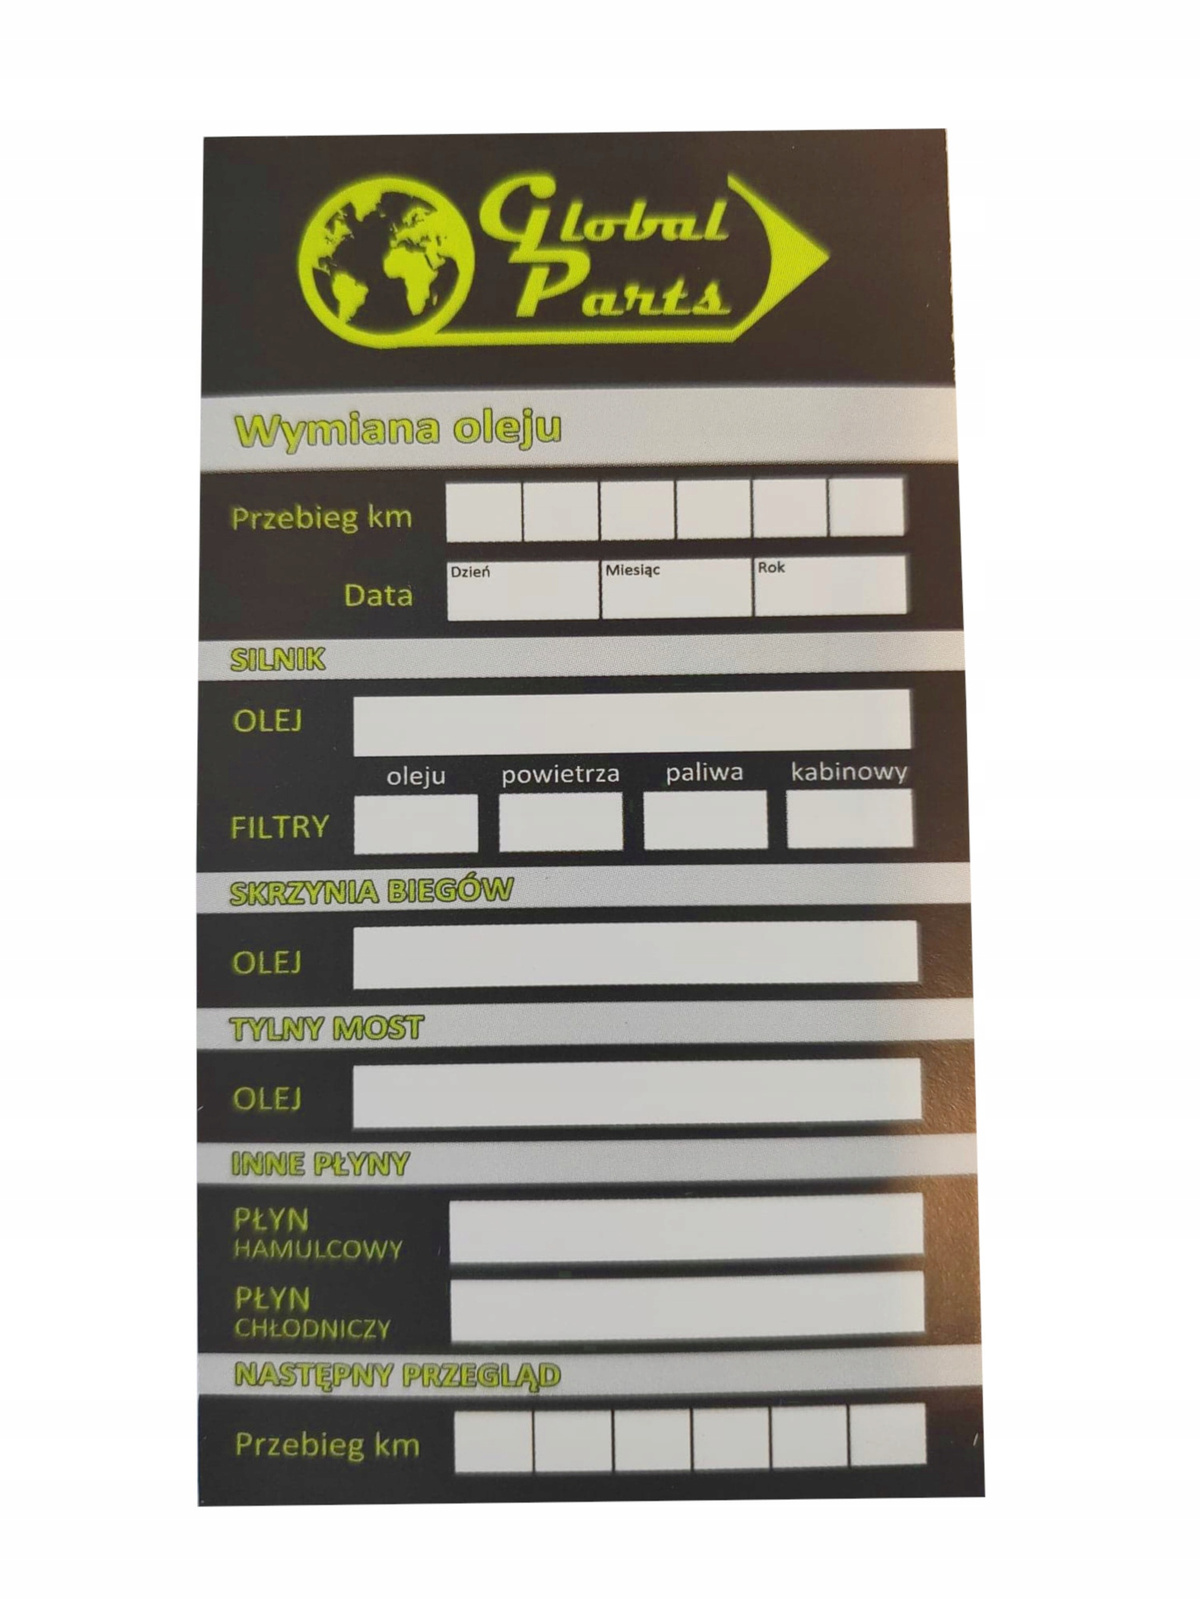 Global
Parts
Wymiana oleju
Przebieg km
Data Dzień Miesiąc Rok
SILNIK
OLEJ
oleju powietrza paliwa kabinowy
FILTRY
SKRZYNIA BIEGÓW
OLEJ
TYLNY MOST
OLEJ
INNE PŁYNY
PŁYN
HAMULCOWY
PŁYN
CHŁODNICZY
NASTĘPNY PRZEGLĄD
Przebieg km